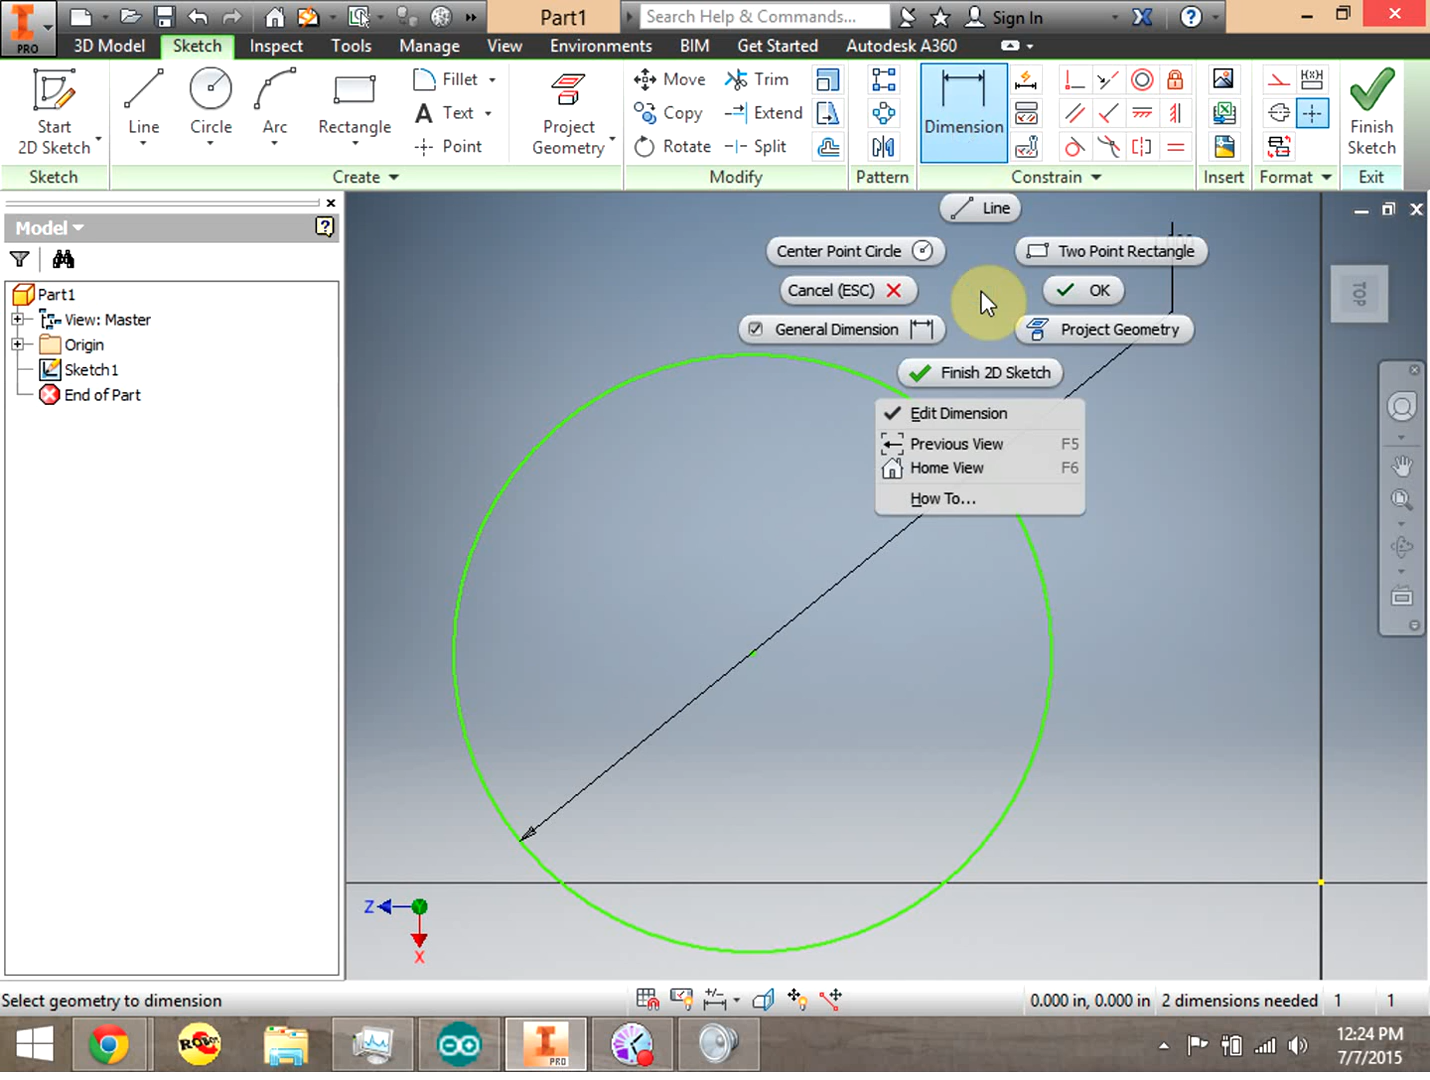 Part1
Search Help & Commands...
Sign In
PRO
3D Model
Sketch
Inspect
Tools
Manage
View
Environments
BIM
Get Started
Autodesk A360
Start
2D Sketch
Line
Circle
Arc
Rectangle
Fillet
Text
Point
Project
Geometry
Move
Copy
Rotate
Trim
Extend
Split
Dimension
Finish
Sketch
Sketch
Create
Modify
Pattern
Constrain
Insert
Format
Exit
Model
Part1
View: Master
Origin
Sketch1
End of Part
Line
Center Point Circle
Two Point Rectangle
Cancel (ESC)
OK
General Dimension
Project Geometry
Finish 2D Sketch
Edit Dimension
Previous View F5
Home View F6
How To...
TOP
Z
X
Select geometry to dimension
0.000 in, 0.000 in
2 dimensions needed
1
1
ROBOT
PRO
12:24 PM
7/7/2015